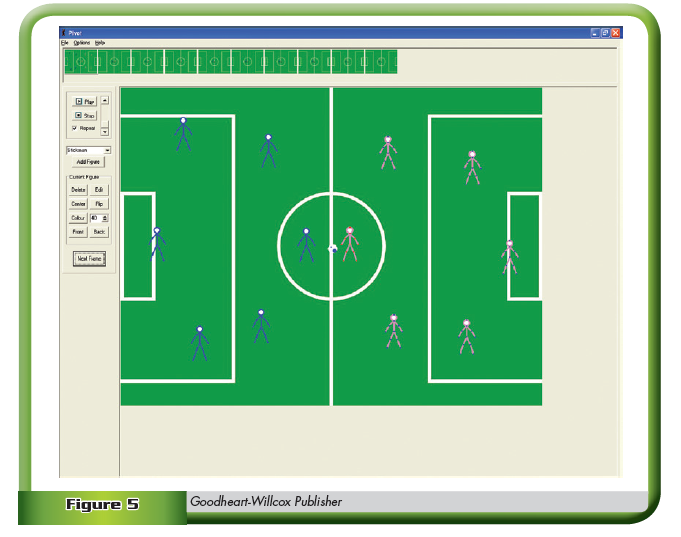 Pivot
File Options Help
Play
Stop
Repeat
Stickman
Add Figure
Current Figure
Delete Edit
Center Flip
Colour 40
Front Back
Next Frame
Figure 5
Goodheart-Willcox Publisher